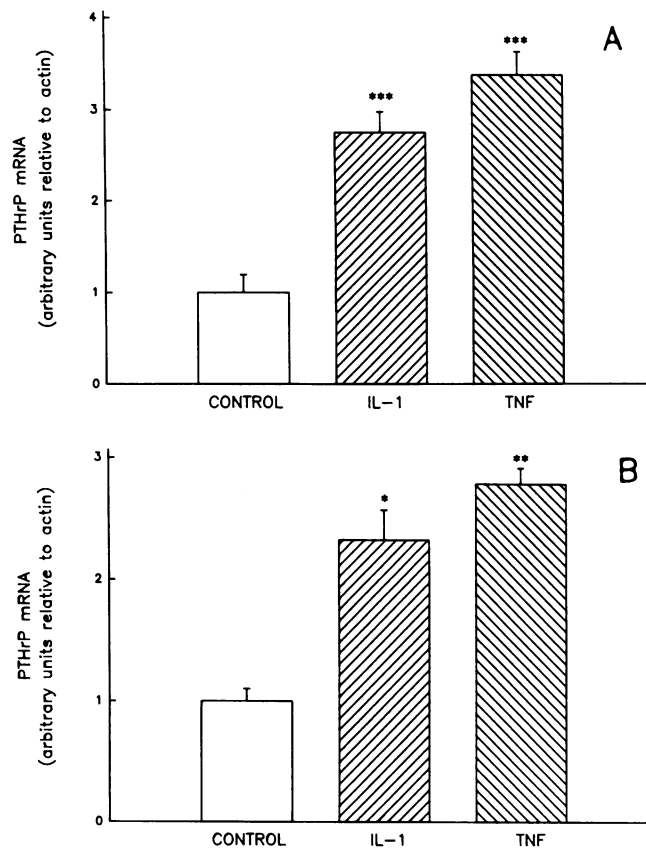 A
4
3
2
1
0
PTHrP mRNA
(arbitrary units relative to actin)
***
***
CONTROL IL-1 TNF
B
3
2
1
0
PTHrP mRNA
(arbitrary units relative to actin)
*
**
CONTROL IL-1 TNF